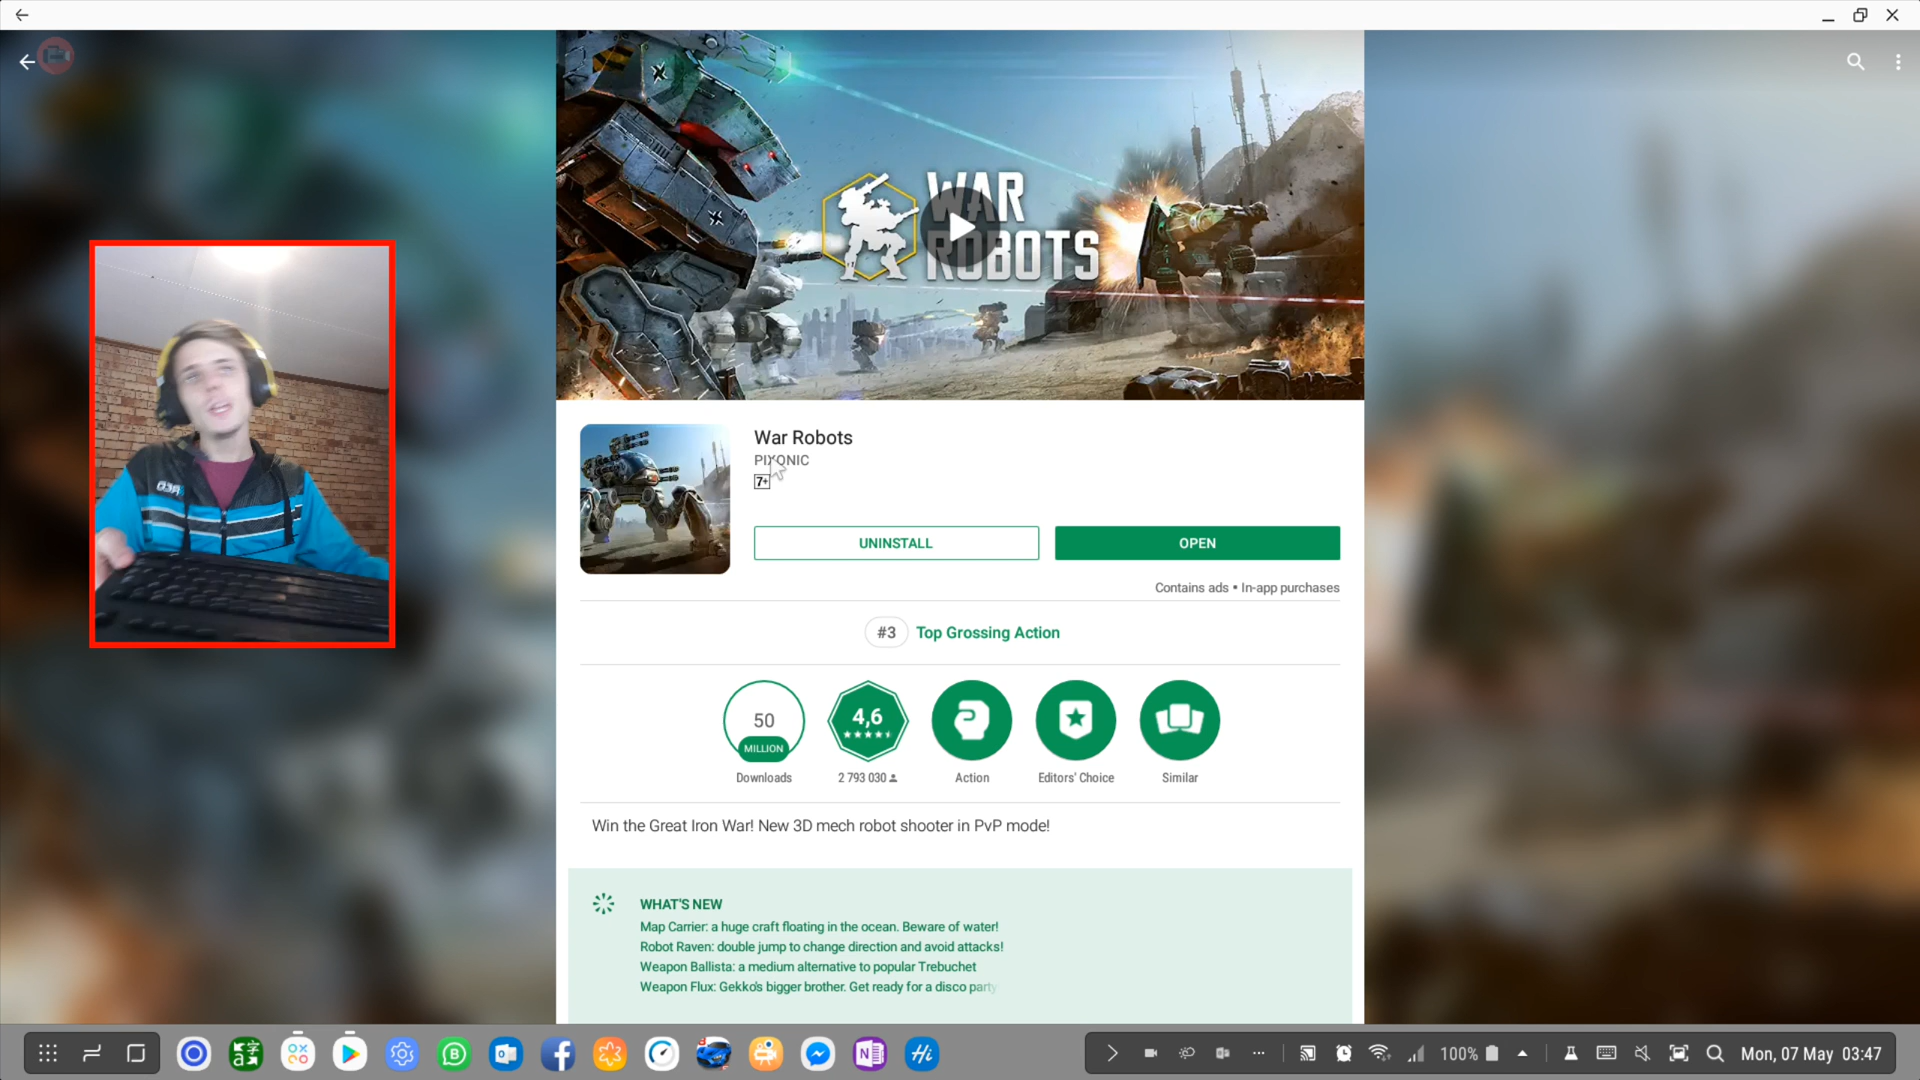 WAR
ROBOTS
War Robots
PIXONIC
7+
UNINSTALL
OPEN
Contains ads • In-app purchases
#3 Top Grossing Action
50
MILLION
Downloads
4,6
2 793 030
Action
Editors' Choice
Similar
Win the Great Iron War! New 3D mech robot shooter in PvP mode!
WHAT'S NEW
Map Carrier: a huge craft floating in the ocean. Beware of water!
Robot Raven: double jump to change direction and avoid attacks!
Weapon Ballista: a medium alternative to popular Trebuchet
Weapon Flux: Gekko's bigger brother. Get ready for a disco party
Hi
100%
Mon, 07 May 03:47